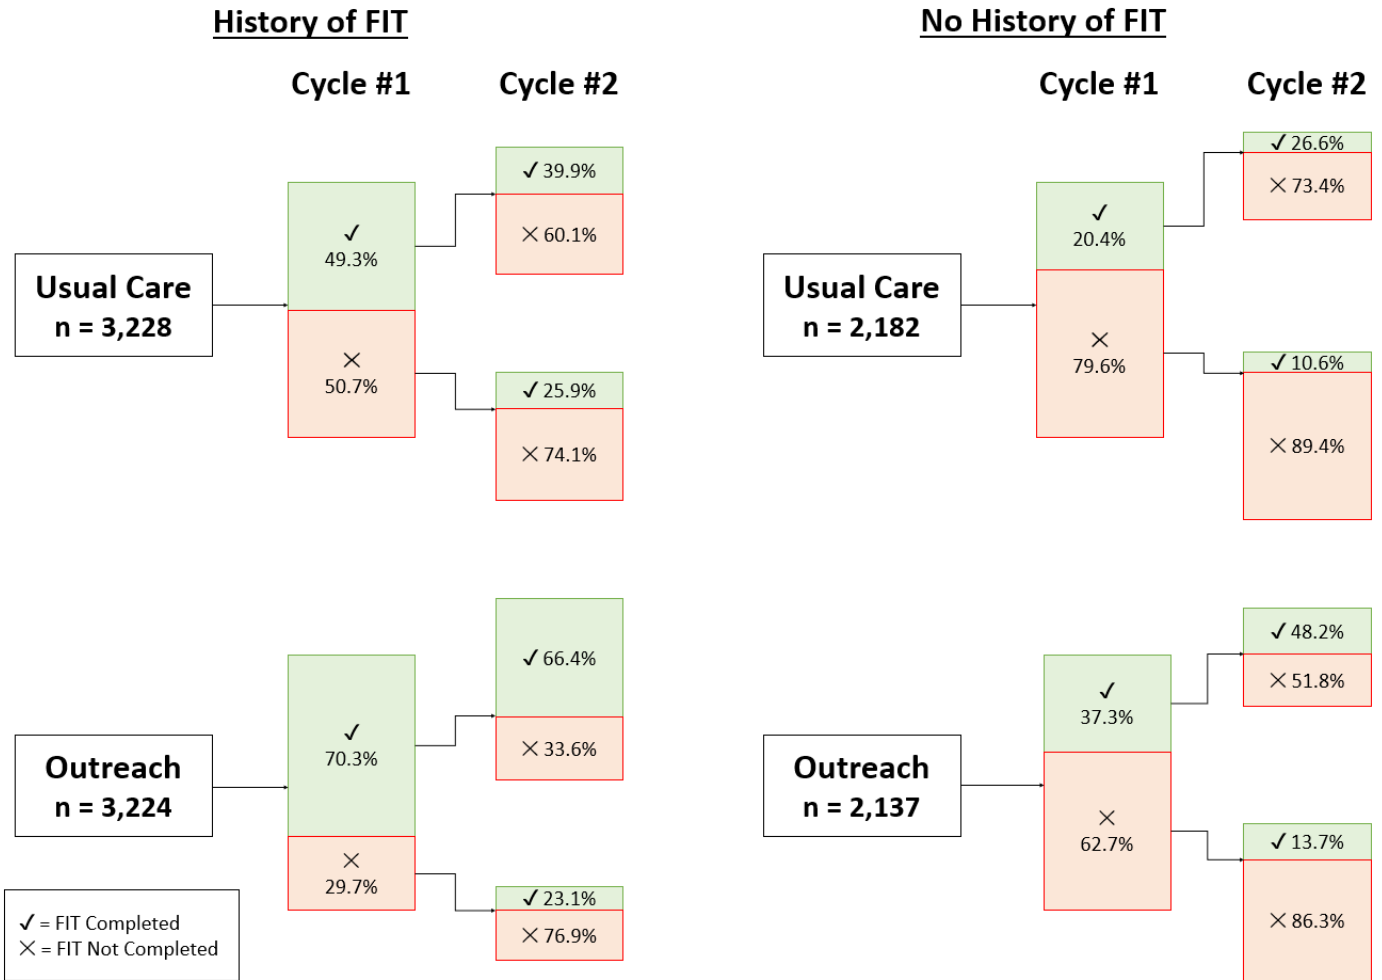 History of FIT
Cycle #1
Cycle #2
Usual Care
n = 3,228
✓
49.3%
×
50.7%
✓ 39.9%
× 60.1%
✓ 25.9%
× 74.1%
Outreach
n = 3,224
✓
70.3%
×
29.7%
✓ 66.4%
× 33.6%
✓ 23.1%
× 76.9%
✓ = FIT Completed
× = FIT Not Completed
No History of FIT
Cycle #1
Cycle #2
Usual Care
n = 2,182
✓
20.4%
×
79.6%
✓ 26.6%
× 73.4%
✓ 10.6%
× 89.4%
Outreach
n = 2,137
✓
37.3%
×
62.7%
✓ 48.2%
× 51.8%
✓ 13.7%
× 86.3%